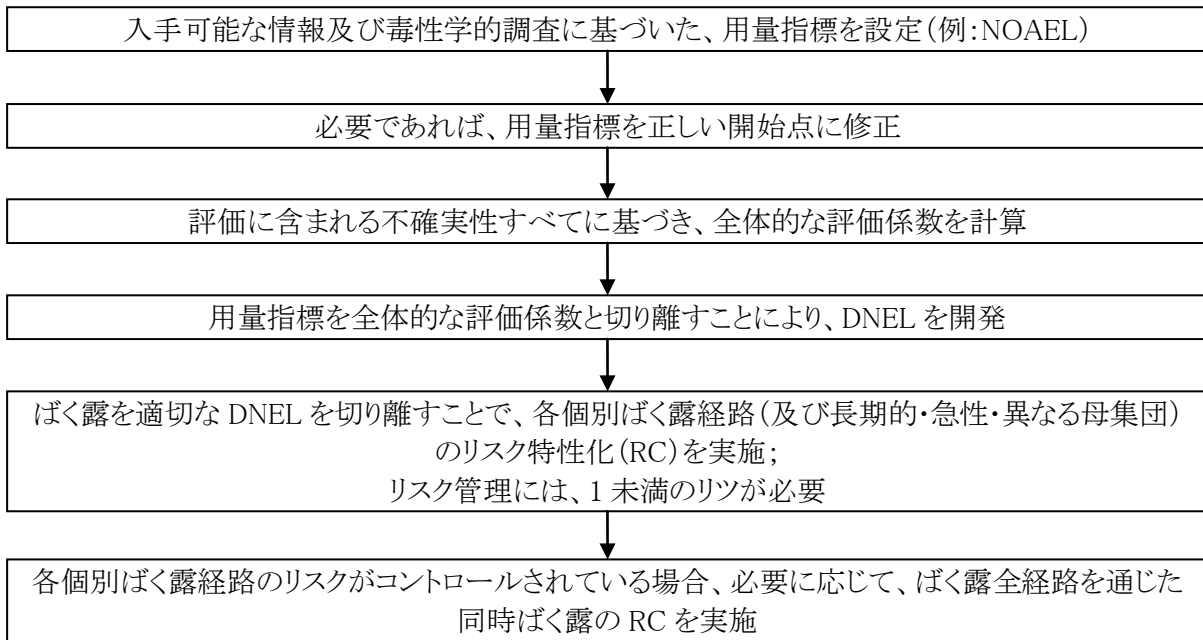 入手可能な情報及び毒性学的調査に基づいた、用量指標を設定(例:NOAEL)
必要であれば、用量指標を正しい開始点に修正
評価に含まれる不確実性すべてに基づき、全体的な評価係数を計算
用量指標を全体的な評価係数と切り離すことにより、DNEL を開発
ばく露を適切な DNEL を切り離すことで、各個別ばく露経路(及び長期的・急性・異なる母集団)
のリスク特性化(RC)を実施;
リスク管理には、1 未満のリツが必要
各個別ばく露経路のリスクがコントロールされている場合、必要に応じて、ばく露全経路を通じた
同時ばく露の RC を実施